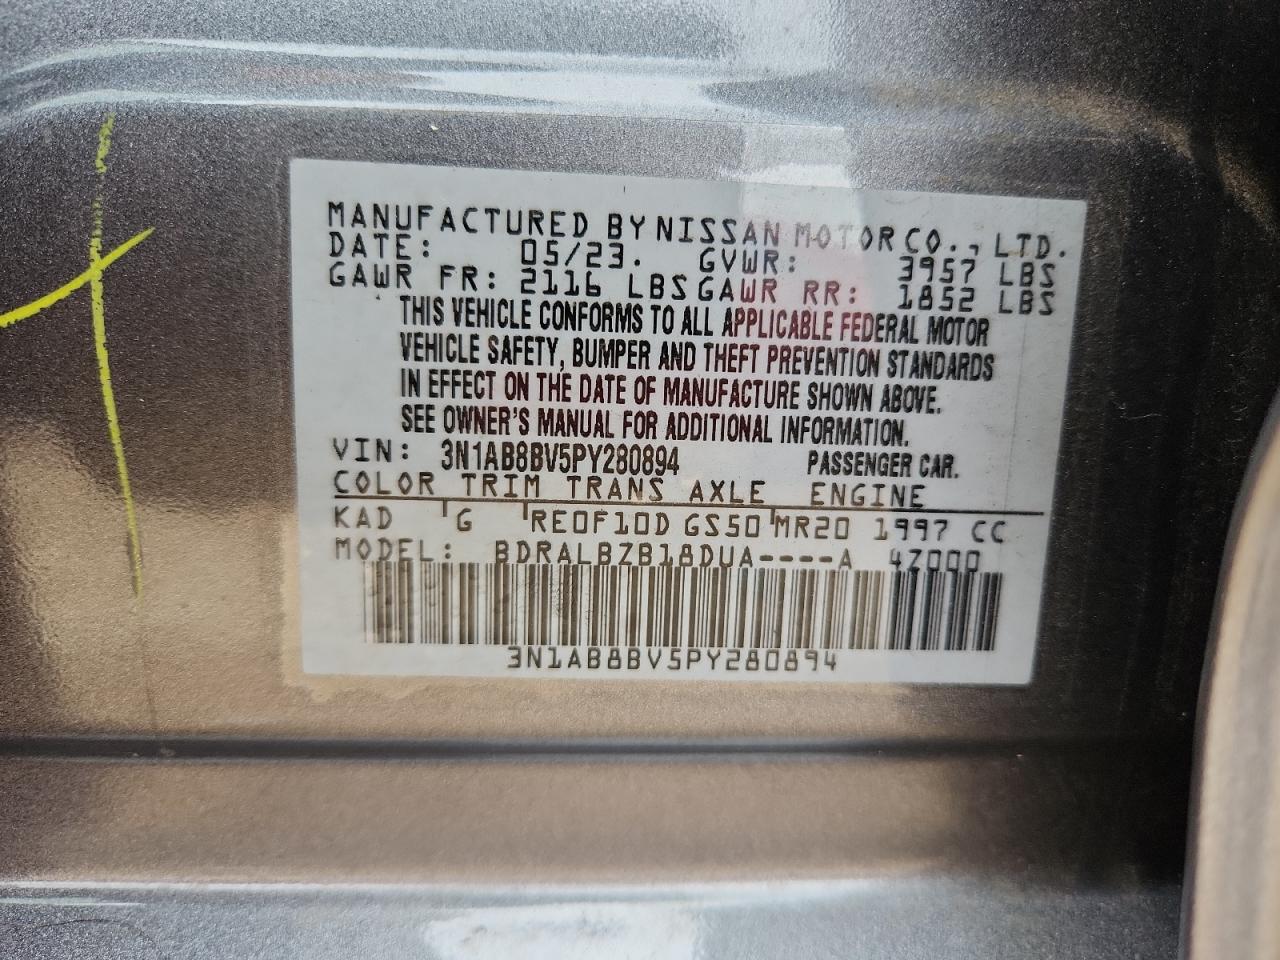 MANUFACTURED BY NISSAN MOTOR CO., LTD.
DATE: 05/23. GVWR: 3957 LBS
GAWR FR: 2116 LBS GAWR RR: 1852 LBS
THIS VEHICLE CONFORMS TO ALL APPLICABLE FEDERAL MOTOR
VEHICLE SAFETY, BUMPER AND THEFT PREVENTION STANDARDS
IN EFFECT ON THE DATE OF MANUFACTURE SHOWN ABOVE.
SEE OWNER'S MANUAL FOR ADDITIONAL INFORMATION.
VIN: 3N1AB8BV5PY280894 PASSENGER CAR.
COLOR TRIM TRANS AXLE ENGINE
KAD G RE0F10D GS50 MR20 1997 CC
MODEL: BDRALBZB18DUA----A 4Z000
3N1AB8BV5PY280894